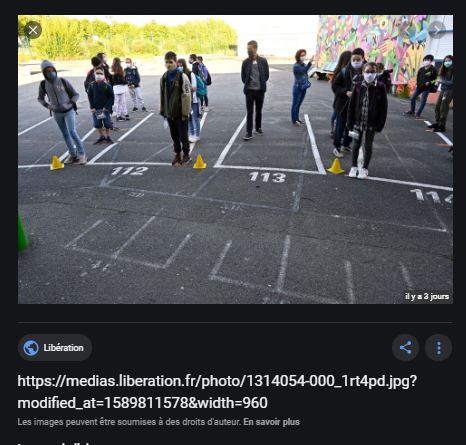 112
113
114
il y a 3 jours
Libération
https://medias.liberation.fr/photo/1314054-000_1rt4pd.jpg?
modified_at=1589811578&width=960
Les images peuvent être soumises à des droits d'auteur. En savoir plus